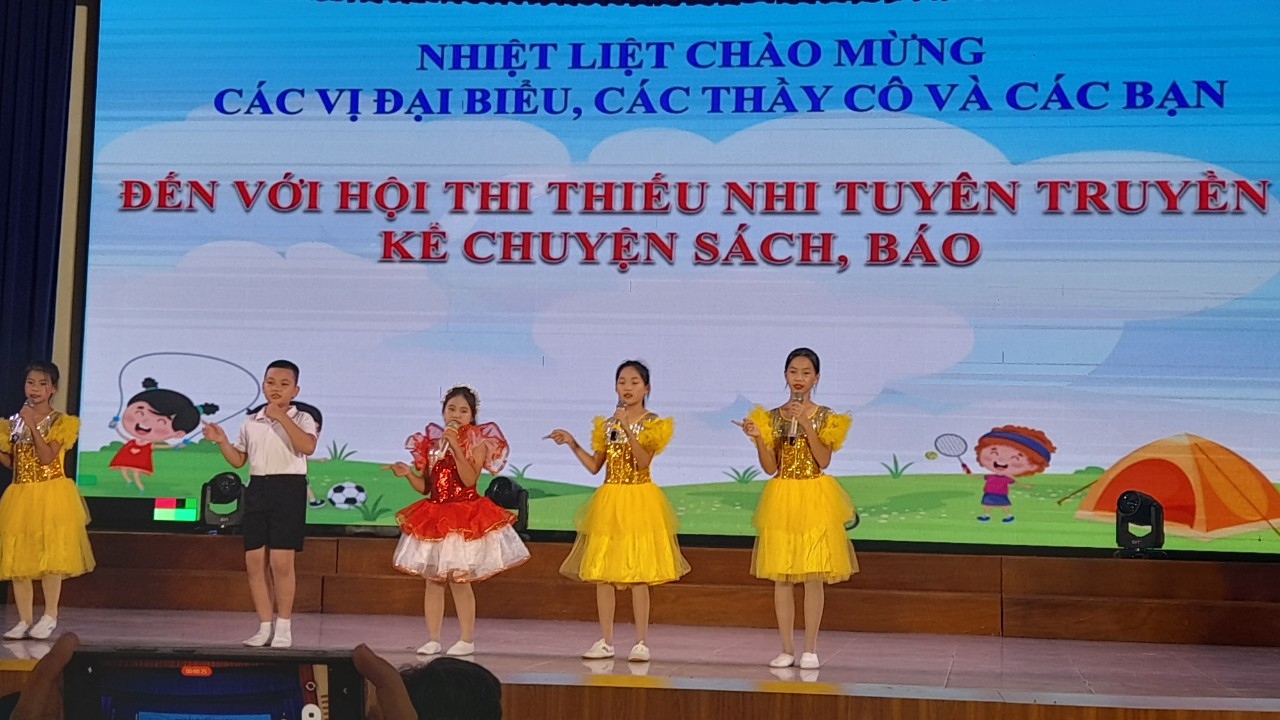 NHIỆT LIỆT CHÀO MỪNG
CÁC VỊ ĐẠI BIỂU, CÁC THẦY CÔ VÀ CÁC BẠN
ĐẾN VỚI HỘI THI THIẾU NHI TUYÊN TRUYỀN
KỂ CHUYỆN SÁCH, BÁO